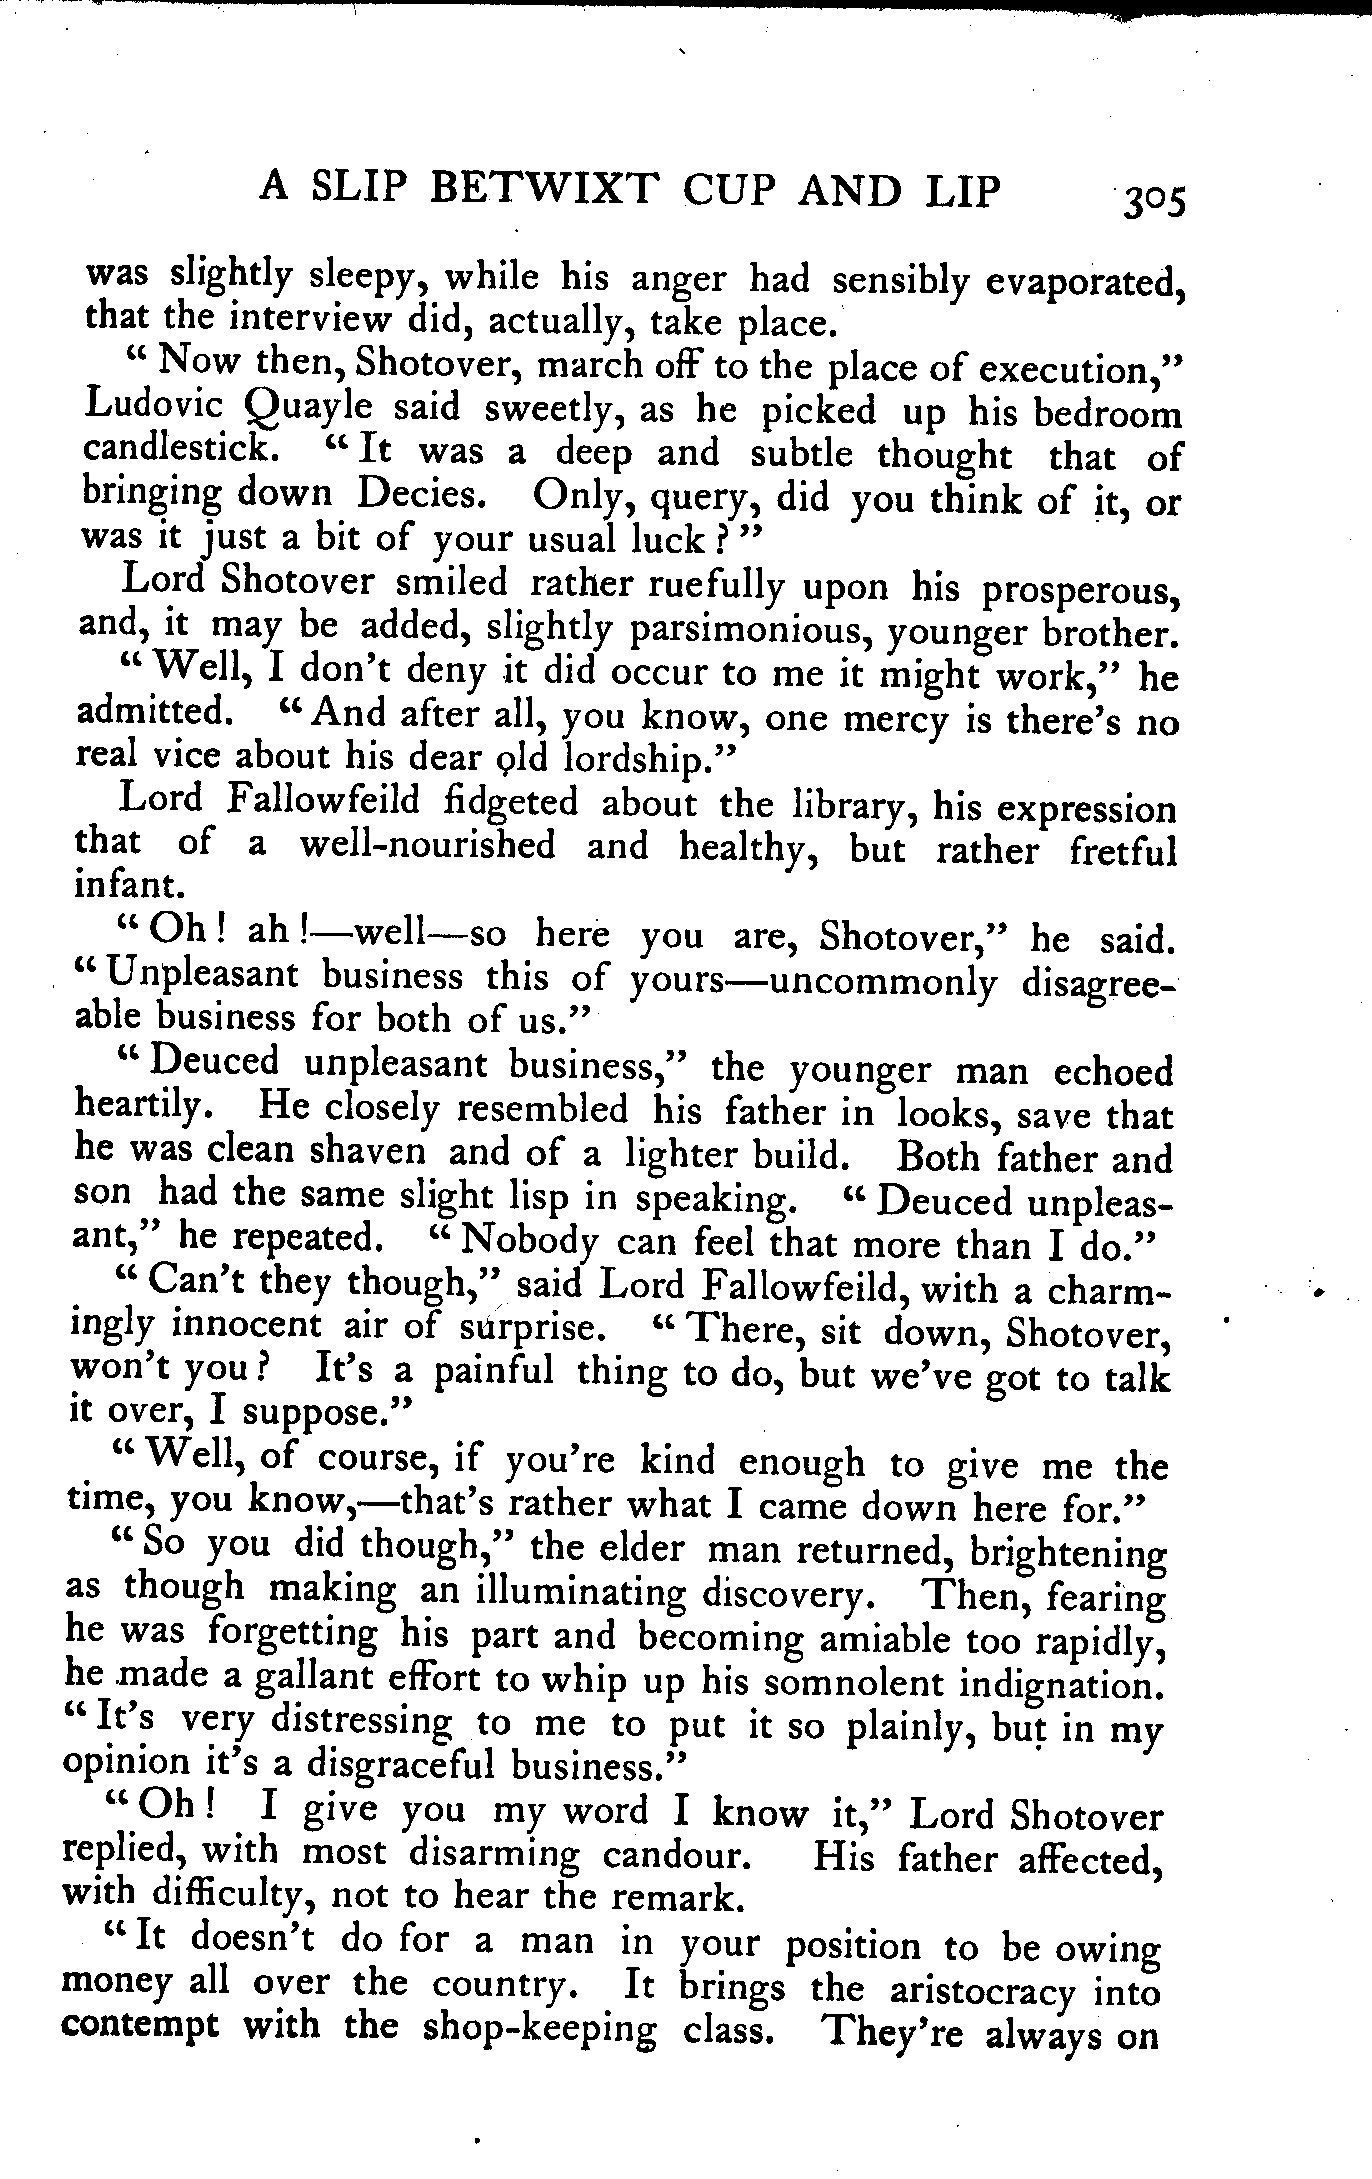 A SLIP BETWIXT CUP AND LIP 305
was slightly sleepy, while his anger had sensibly evaporated,
that the interview did, actually, take place.
“Now then, Shotover, march off to the place of execution,”
Ludovic Quayle said sweetly, as he picked up his bedroom
candlestick. “It was a deep and subtle thought that of
bringing down Decies. Only, query, did you think of it, or
was it just a bit of your usual luck?”
Lord Shotover smiled rather ruefully upon his prosperous,
and, it may be added, slightly parsimonious, younger brother.
“Well, I don't deny it did occur to me it might work,” he
admitted. “And after all, you know, one mercy is there's no
real vice about his dear old lordship.”
Lord Fallowfeild fidgeted about the library, his expression
that of a well-nourished and healthy, but rather fretful
infant.
“Oh! ah!—well—so here you are, Shotover,” he said.
“Unpleasant business this of yours—uncommonly disagree-
able business for both of us.”
“Deuced unpleasant business,” the younger man echoed
heartily. He closely resembled his father in looks, save that
he was clean shaven and of a lighter build. Both father and
son had the same slight lisp in speaking. “Deuced unpleas-
ant,” he repeated. “Nobody can feel that more than I do.”
“Can't they though,” said Lord Fallowfeild, with a charm-
ingly innocent air of surprise. “There, sit down, Shotover,
won't you? It's a painful thing to do, but we've got to talk
it over, I suppose.”
“Well, of course, if you're kind enough to give me the
time, you know,—that's rather what I came down here for.”
“So you did though,” the elder man returned, brightening
as though making an illuminating discovery. Then, fearing
he was forgetting his part and becoming amiable too rapidly,
he made a gallant effort to whip up his somnolent indignation.
“It's very distressing to me to put it so plainly, but in my
opinion it's a disgraceful business.”
“Oh! I give you my word I know it,” Lord Shotover
replied, with most disarming candour. His father affected,
with difficulty, not to hear the remark.
“It doesn't do for a man in your position to be owing
money all over the country. It brings the aristocracy into
contempt with the shop-keeping class. They're always on